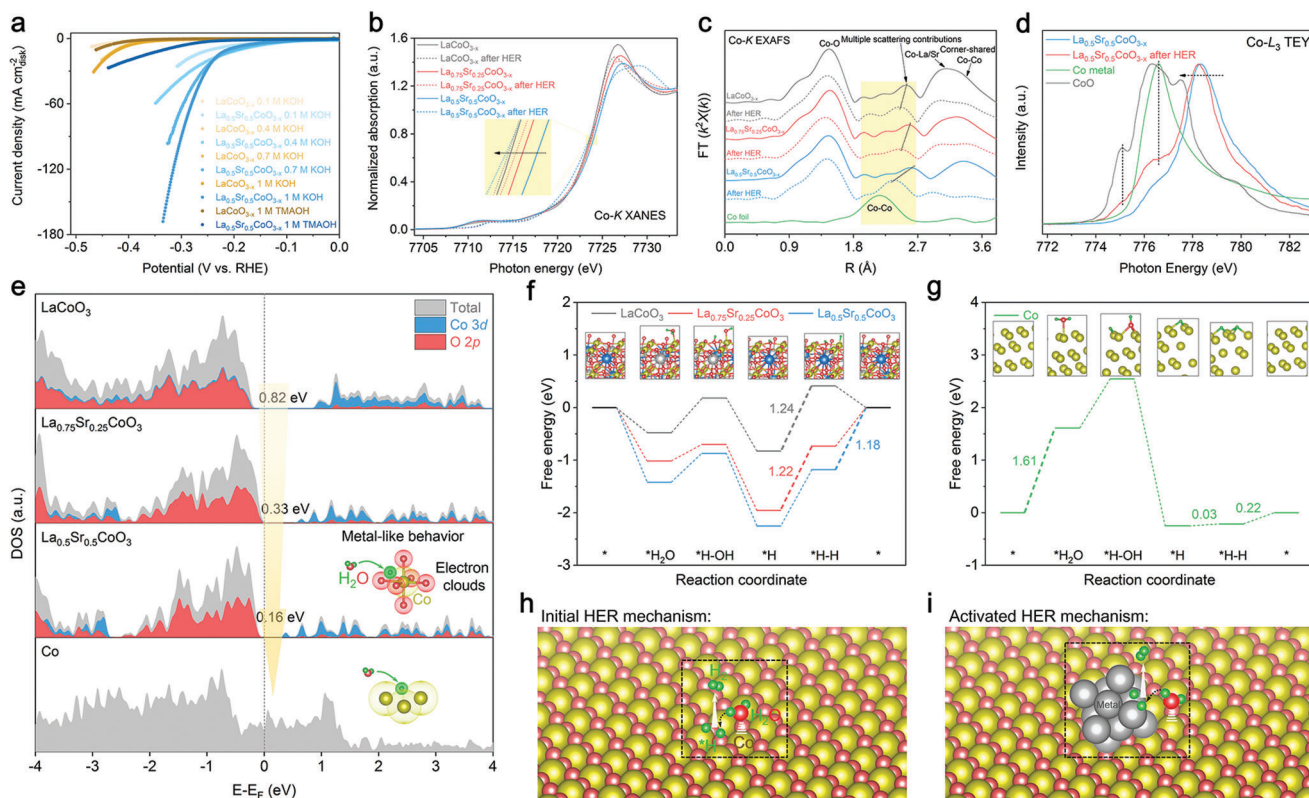 a
Current density (mA cm⁻²disk)
0
-60
-120
-180
LaCoO3-x 0.1 M KOH
La0.5Sr0.5CoO3-x 0.1 M KOH
LaCoO3-x 0.4 M KOH
La0.5Sr0.5CoO3-x 0.4 M KOH
LaCoO3-x 0.7 M KOH
La0.5Sr0.5CoO3-x 0.7 M KOH
LaCoO3-x 1 M KOH
La0.5Sr0.5CoO3-x 1 M KOH
LaCoO3-x 1 M TMAOH
La0.5Sr0.5CoO3-x 1 M TMAOH
-0.5 -0.4 -0.3 -0.2 -0.1 0.0
Potential (V vs. RHE)
b
Normalized absorption (a.u.)
1.6
1.2
0.8
0.4
0.0
LaCoO3-x
LaCoO3-x after HER
La0.75Sr0.25CoO3-x
La0.75Sr0.25CoO3-x after HER
La0.5Sr0.5CoO3-x
La0.5Sr0.5CoO3-x after HER
Co-K XANES
7705 7710 7715 7720 7725 7730
Photon energy (eV)
c
FT (k²X(k))
Co-K EXAFS
Multiple scattering contributions
Co-O
Co-La/Sr
Corner-shared
Co-Co
LaCoO3-x
After HER
La0.75Sr0.25CoO3-x
After HER
La0.5Sr0.5CoO3-x
After HER
Co-Co
Co foil
0.0 0.9 1.8 2.7 3.6
R (Å)
d
Intensity (a.u.)
La0.5Sr0.5CoO3-x
La0.5Sr0.5CoO3-x after HER
Co metal
CoO
Co-L3 TEY
772 774 776 778 780 782
Photon Energy (eV)
e
DOS (a.u.)
LaCoO3
Total
Co 3d
O 2p
0.82 eV
La0.75Sr0.25CoO3
0.33 eV
La0.5Sr0.5CoO3
Metal-like behavior
Electron
clouds
H2O
Co
0.16 eV
Co
-4 -3 -2 -1 0 1 2 3 4
E-EF (eV)
f
Free energy (eV)
2
1
0
-1
-2
-3
LaCoO3 La0.75Sr0.25CoO3 La0.5Sr0.5CoO3
1.24
1.22
1.18
* *H2O *H-OH *H *H-H *
Reaction coordinate
g
Free energy (eV)
4
3
2
1
0
-1
Co
1.61
0.03
0.22
* *H2O *H-OH *H *H-H *
Reaction coordinate
h Initial HER mechanism:
H2
H2O
*H
Co
i Activated HER mechanism:
Metal